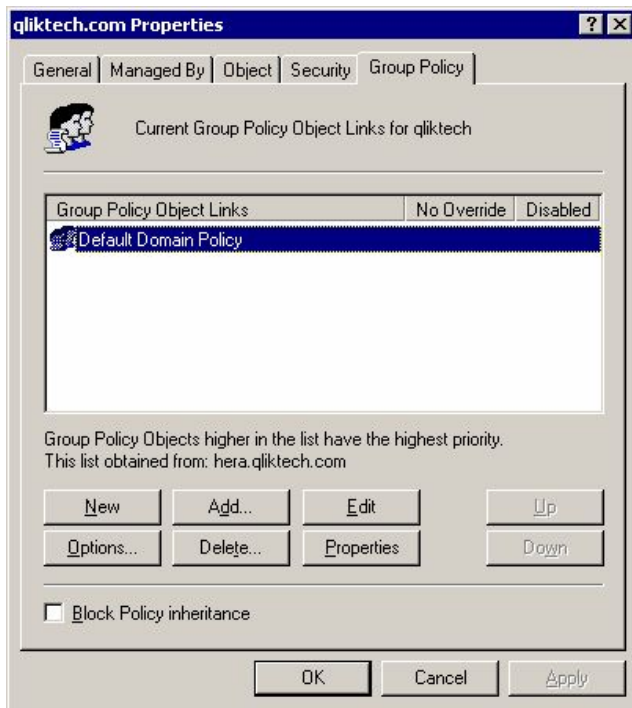 qliktech.com Properties
General Managed By Object Security Group Policy
Current Group Policy Object Links for qliktech
Group Policy Object Links No Override Disabled
Default Domain Policy
Group Policy Objects higher in the list have the highest priority.
This list obtained from: hera.qliktech.com
New Add... Edit Up
Options... Delete... Properties Down
Block Policy inheritance
OK Cancel Apply